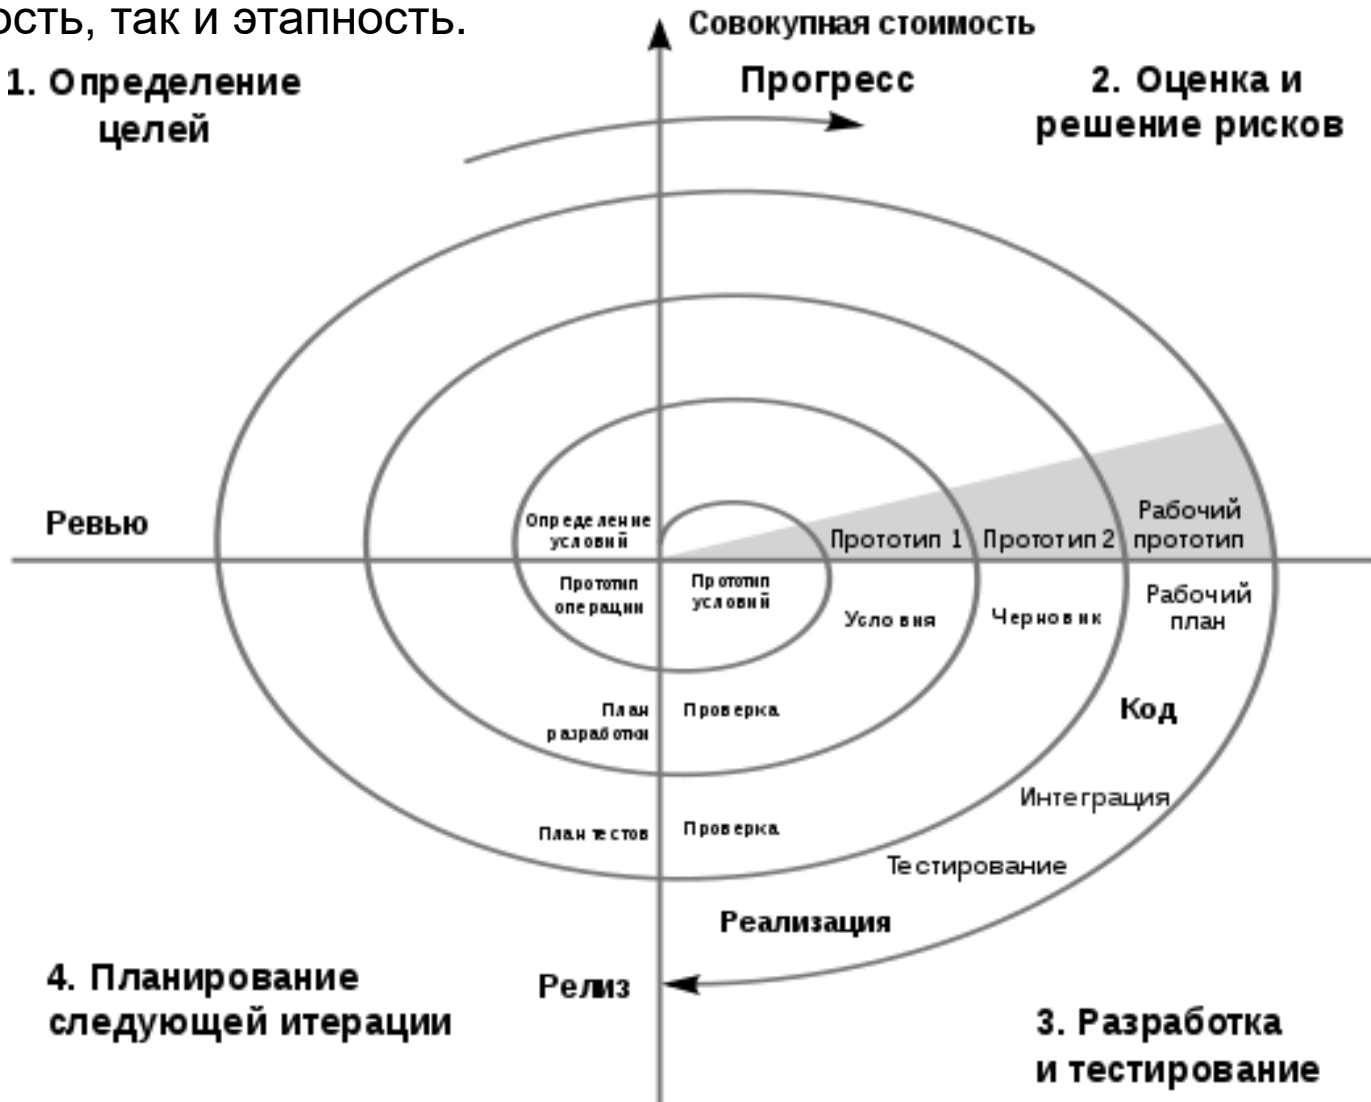 ость, так и этапность.
Совокупная стоимость
1. Определение
целей
Прогресс
2. Оценка и
решение рисков
Ревью
Определение
условий
Прототип 1
Прототип 2
Рабочий
прототип
Прототип
операции
Прототип
условий
Условия
Черновик
Рабочий
план
План
разработки
Проверка
Код
Интеграция
План тестов
Проверка
Тестирование
Реализация
Релиз
4. Планирование
следующей итерации
3. Разработка
и тестирование